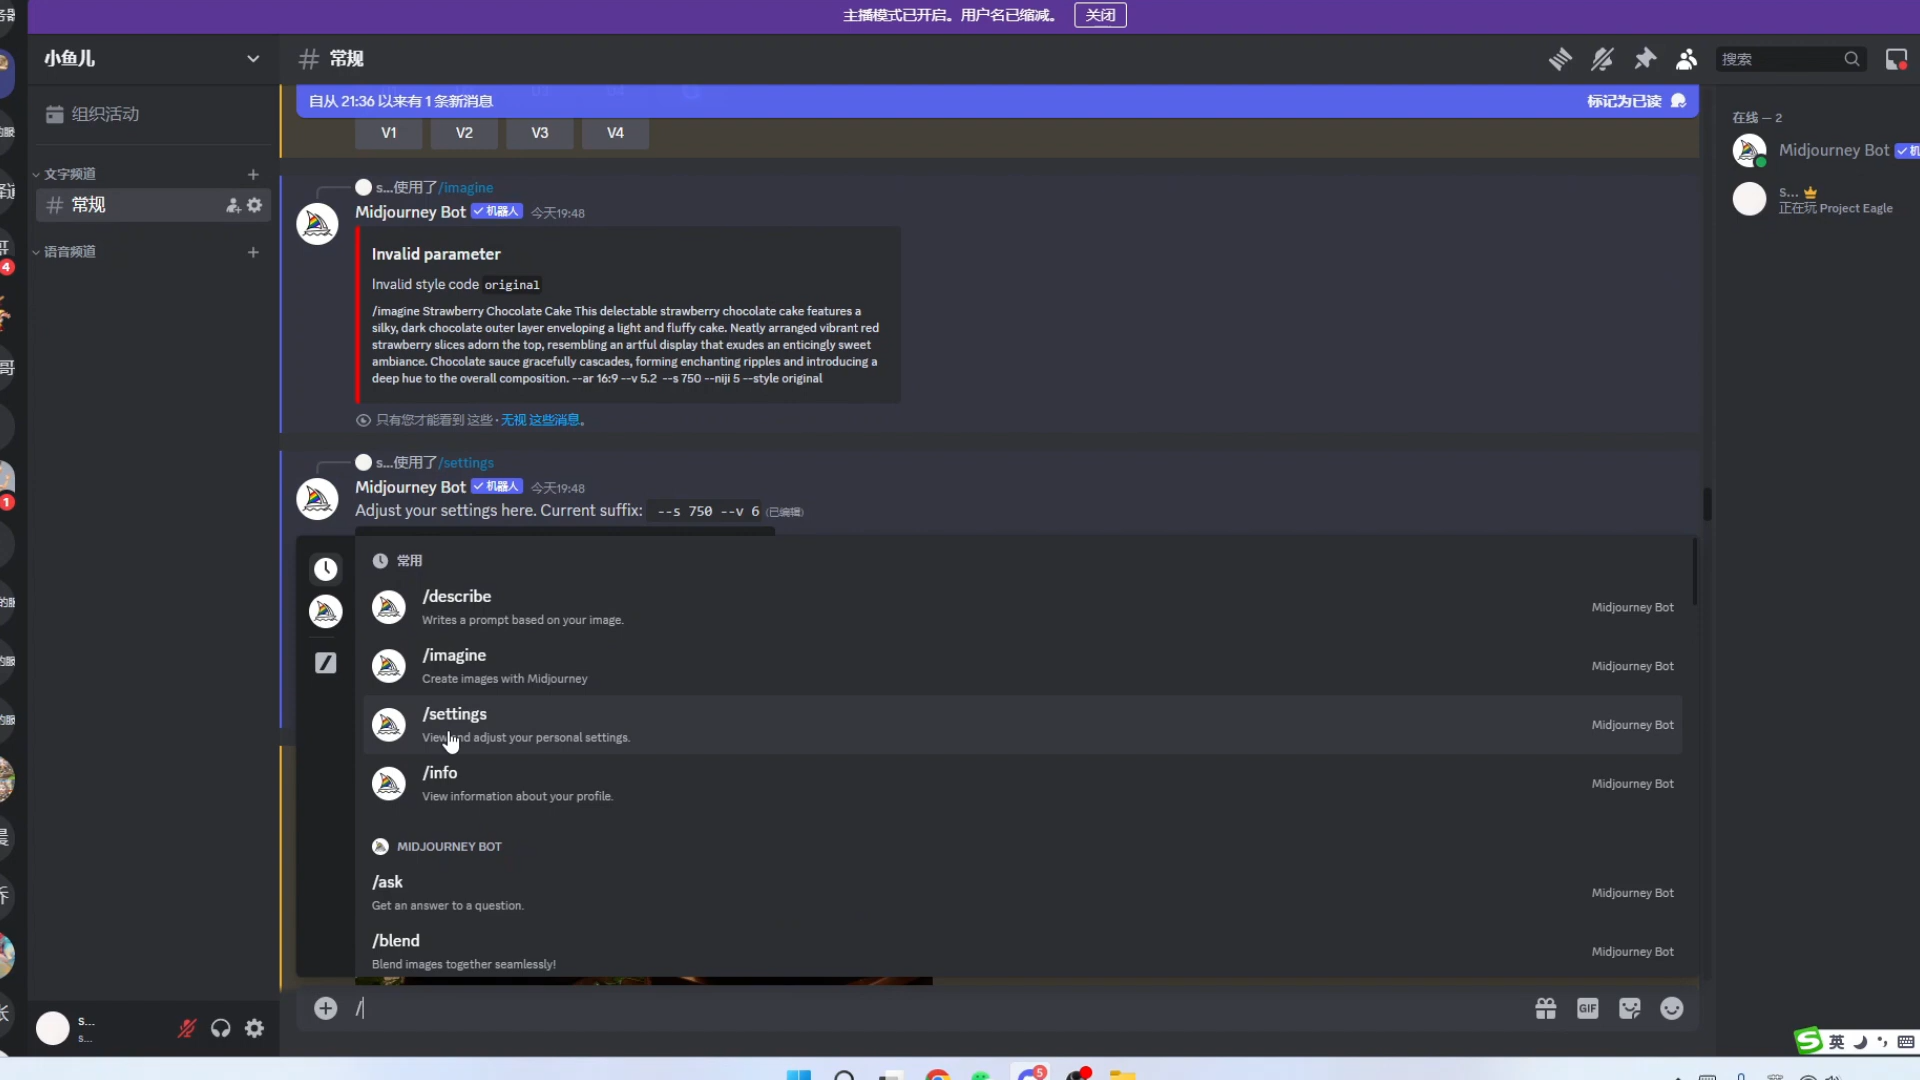 主播模式已开启。用户名已缩减。 关闭
小鱼儿
常规
搜索
组织活动
自从 21:36 以来有 1 条新消息
标记为已读
V1 V2 V3 V4
文字频道
常规
语音频道
在线 — 2
Midjourney Bot
s...
正在玩 Project Eagle
s...使用了/imagine
Midjourney Bot ✓机器人 今天19:48
Invalid parameter
Invalid style code original
/imagine Strawberry Chocolate Cake This delectable strawberry chocolate cake features a
silky, dark chocolate outer layer enveloping a light and fluffy cake. Neatly arranged vibrant red
strawberry slices adorn the top, resembling an artful display that exudes an enticingly sweet
ambiance. Chocolate sauce gracefully cascades, forming enchanting ripples and introducing a
deep hue to the overall composition. --ar 16:9 --v 5.2 --s 750 --niji 5 --style original
只有您才能看到 这些 · 无视 这些消息。
s...使用了/settings
Midjourney Bot ✓机器人 今天19:48
Adjust your settings here. Current suffix: --s 750 --v 6 (已编辑)
常用
/describe
Writes a prompt based on your image.
Midjourney Bot
/imagine
Create images with Midjourney
Midjourney Bot
/settings
View and adjust your personal settings.
Midjourney Bot
/info
View information about your profile.
Midjourney Bot
MIDJOURNEY BOT
/ask
Get an answer to a question.
Midjourney Bot
/blend
Blend images together seamlessly!
Midjourney Bot
/
GIF
s...
s...
英
4
1
5